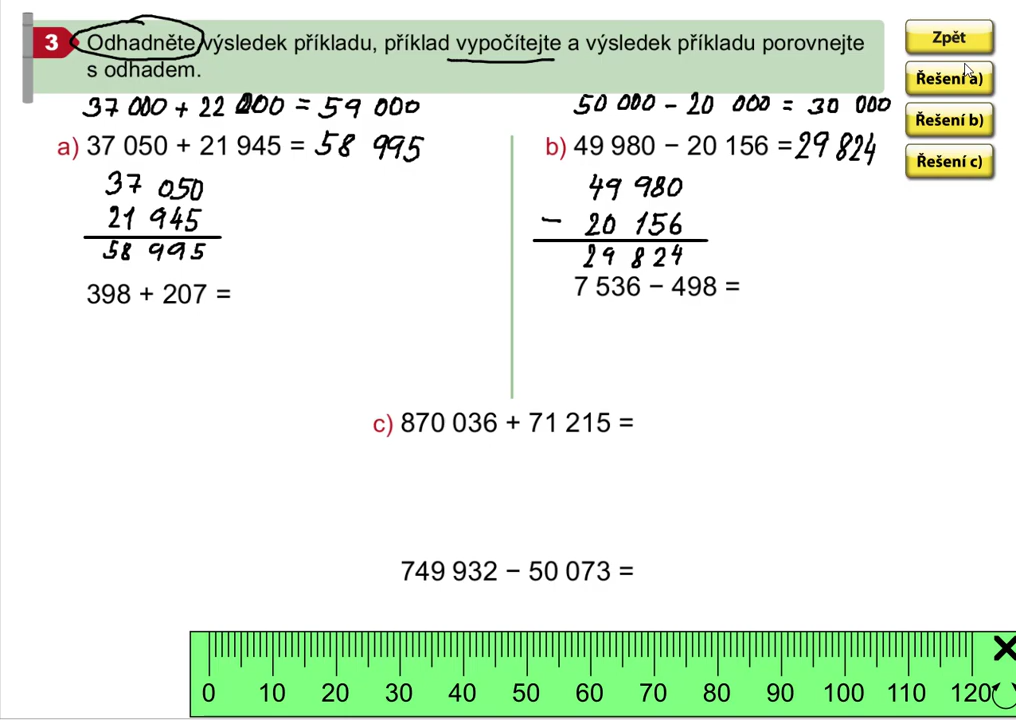 3 Odhadněte výsledek příkladu, příklad vypočítejte a výsledek příkladu porovnejte
s odhadem.
Zpět
Řešení a)
Řešení b)
Řešení c)
37 000 + 22 000 = 59 000
a) 37 050 + 21 945 = 58 995
37 050
21 945
58 995
398 + 207 =
50 000 - 20 000 = 30 000
b) 49 980 − 20 156 = 29 824
49 980
- 20 156
29 824
7 536 − 498 =
c) 870 036 + 71 215 =
749 932 − 50 073 =
0 10 20 30 40 50 60 70 80 90 100 110 120